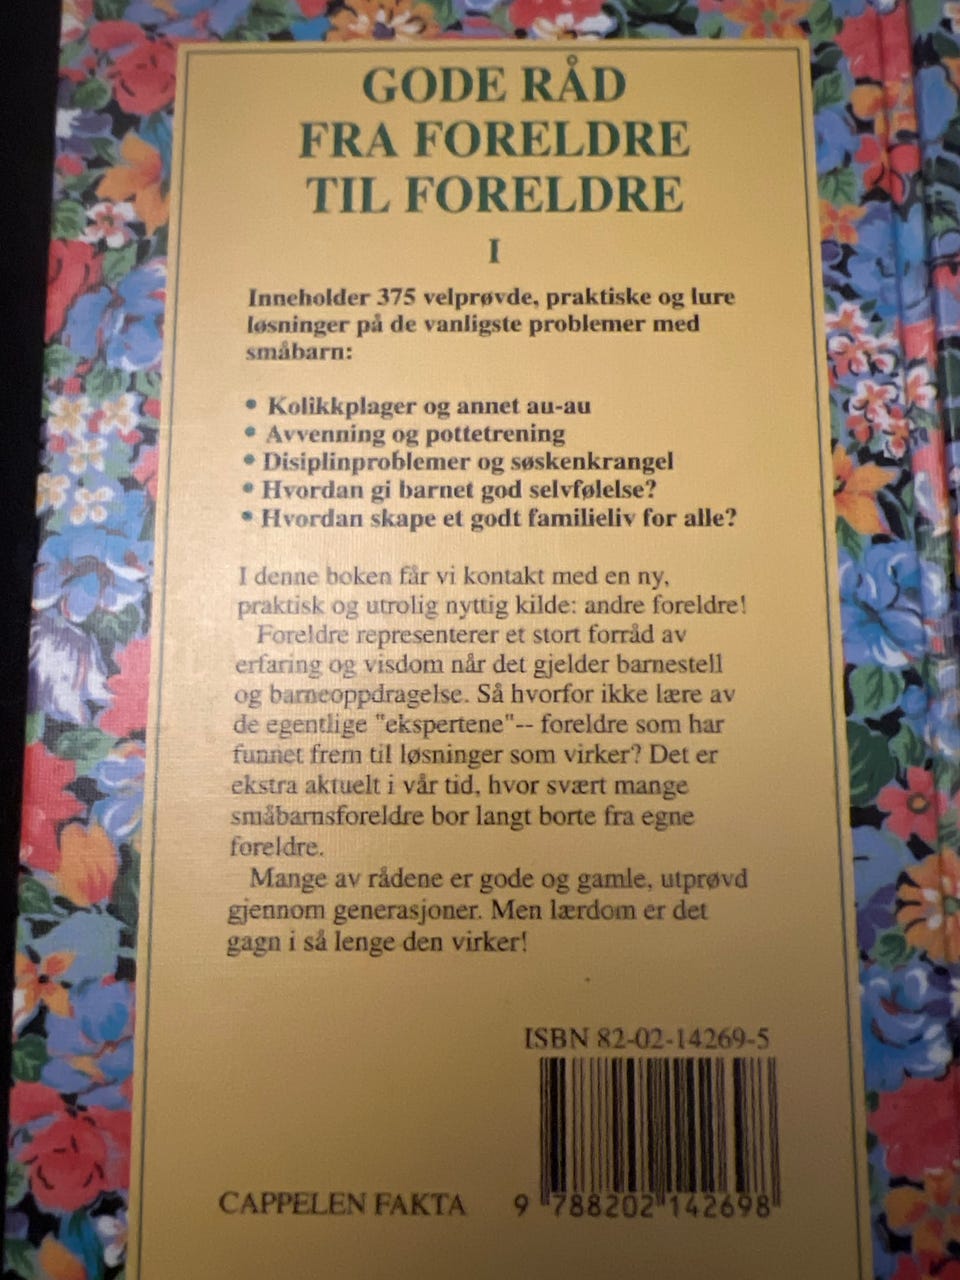 GODE RÅD
FRA FORELDRE
TIL FORELDRE
I
Inneholder 375 velprøvde, praktiske og lure
løsninger på de vanligste problemer med
småbarn:
• Kolikkplager og annet au-au
• Avvenning og pottetrening
• Disiplinproblemer og søskenkrangel
• Hvordan gi barnet god selvfølelse?
• Hvordan skape et godt familieliv for alle?
I denne boken får vi kontakt med en ny,
praktisk og utrolig nyttig kilde: andre foreldre!
Foreldre representerer et stort forråd av
erfaring og visdom når det gjelder barnestell
og barneoppdragelse. Så hvorfor ikke lære av
de egentlige "ekspertene"-- foreldre som har
funnet frem til løsninger som virker? Det er
ekstra aktuelt i vår tid, hvor svært mange
småbarnsforeldre bor langt borte fra egne
foreldre.
Mange av rådene er gode og gamle, utprøvd
gjennom generasjoner. Men lærdom er det
gagn i så lenge den virker!
ISBN 82-02-14269-5
CAPPELEN FAKTA
9 788202 142698